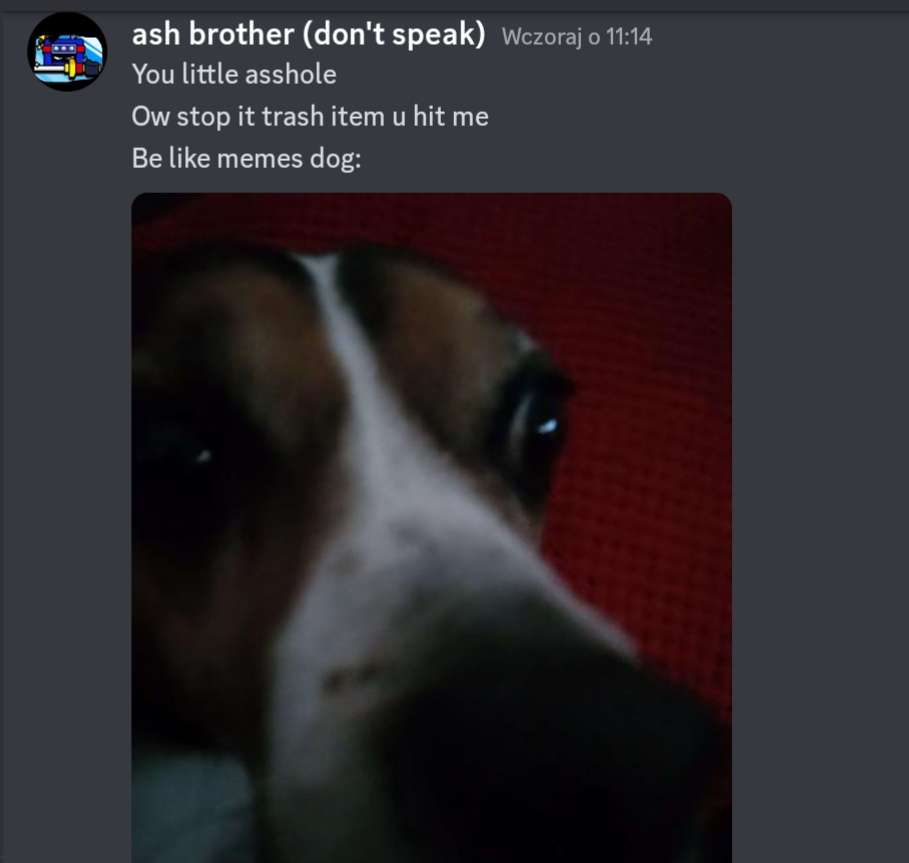 ash brother (don't speak) Wczoraj o 11:14
You little asshole
Ow stop it trash item u hit me
Be like memes dog: